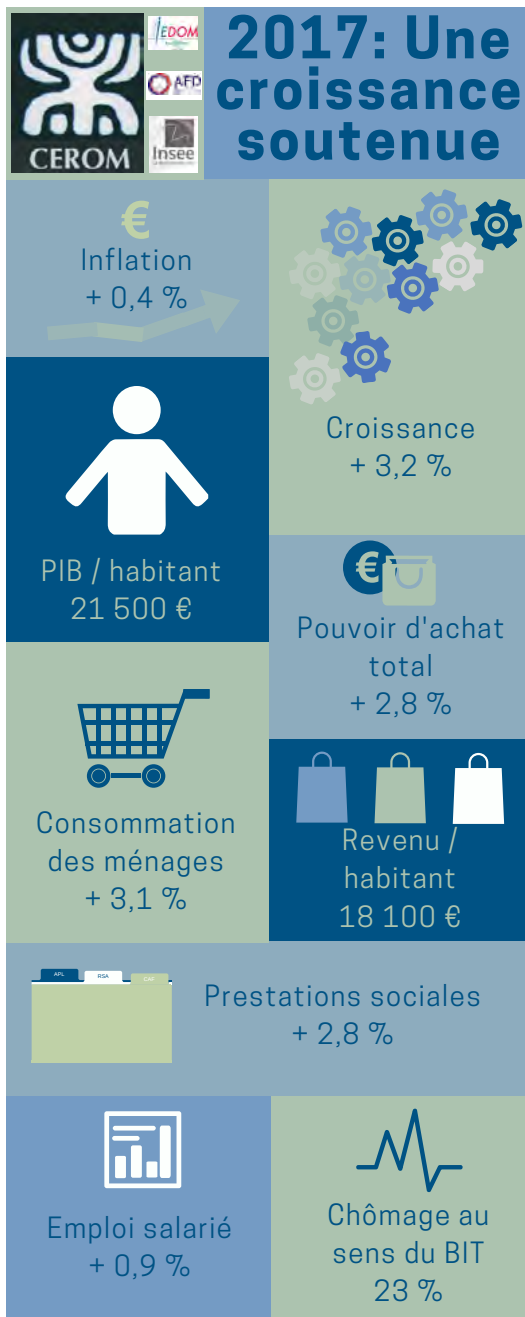 CEROM
IEDOM
AFD
Insee
2017: Une
croissance
soutenue
€
Inflation
+ 0,4 %
Croissance
+ 3,2 %
PIB / habitant
21 500 €
€
Pouvoir d'achat
total
+ 2,8 %
Consommation
des ménages
+ 3,1 %
Revenu /
habitant
18 100 €
APL
RSA
CAF
Prestations sociales
+ 2,8 %
Emploi salarié
+ 0,9 %
Chômage au
sens du BIT
23 %